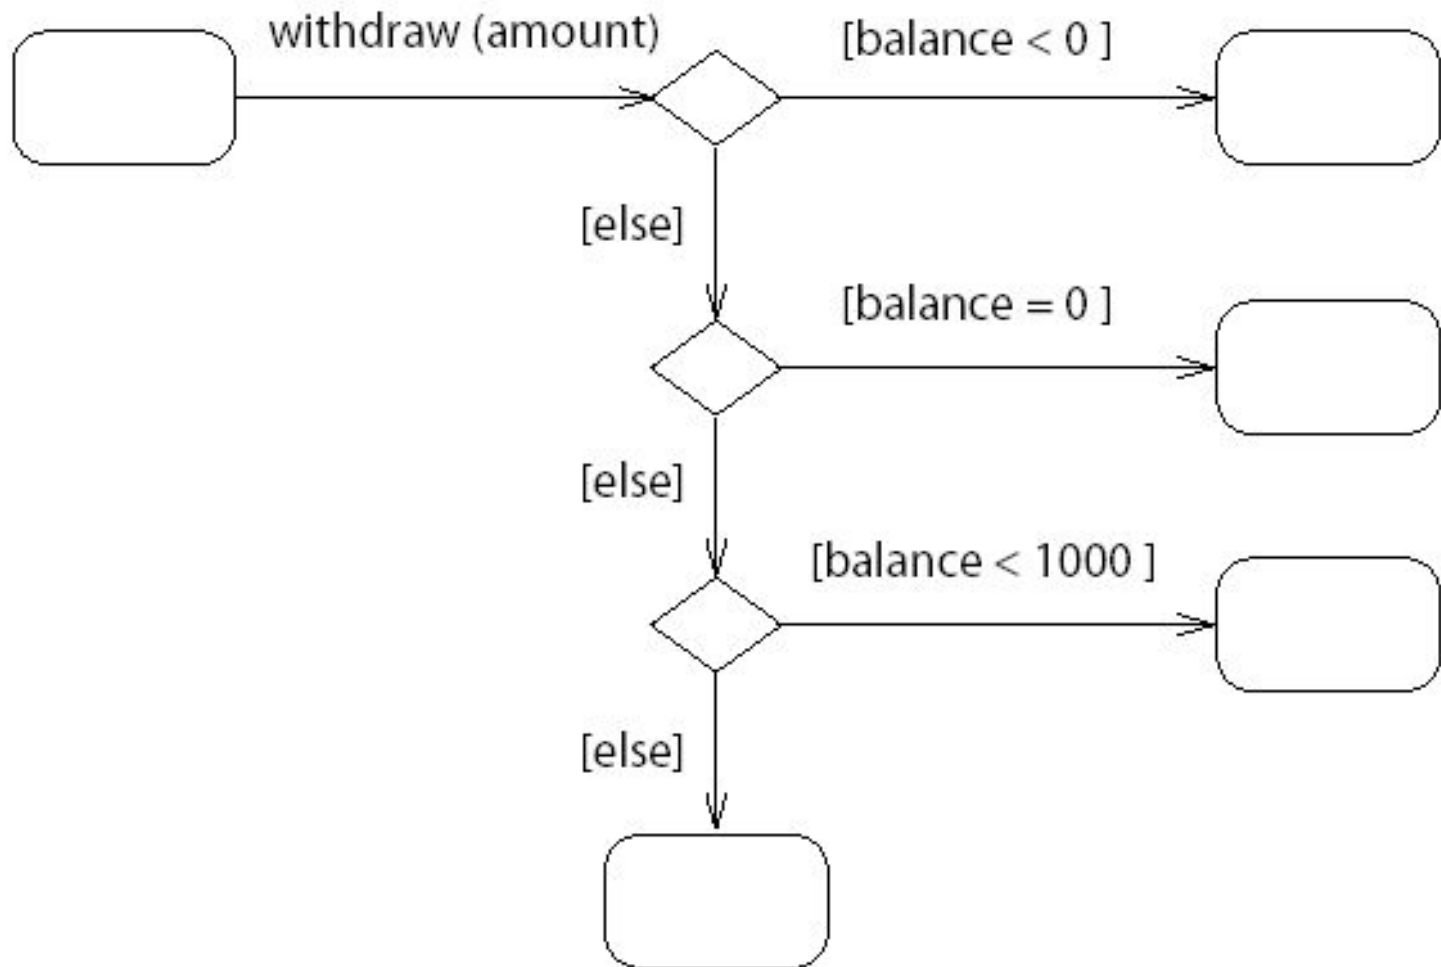 withdraw (amount)
[balance < 0 ]
[else]
[balance = 0 ]
[else]
[balance < 1000 ]
[else]